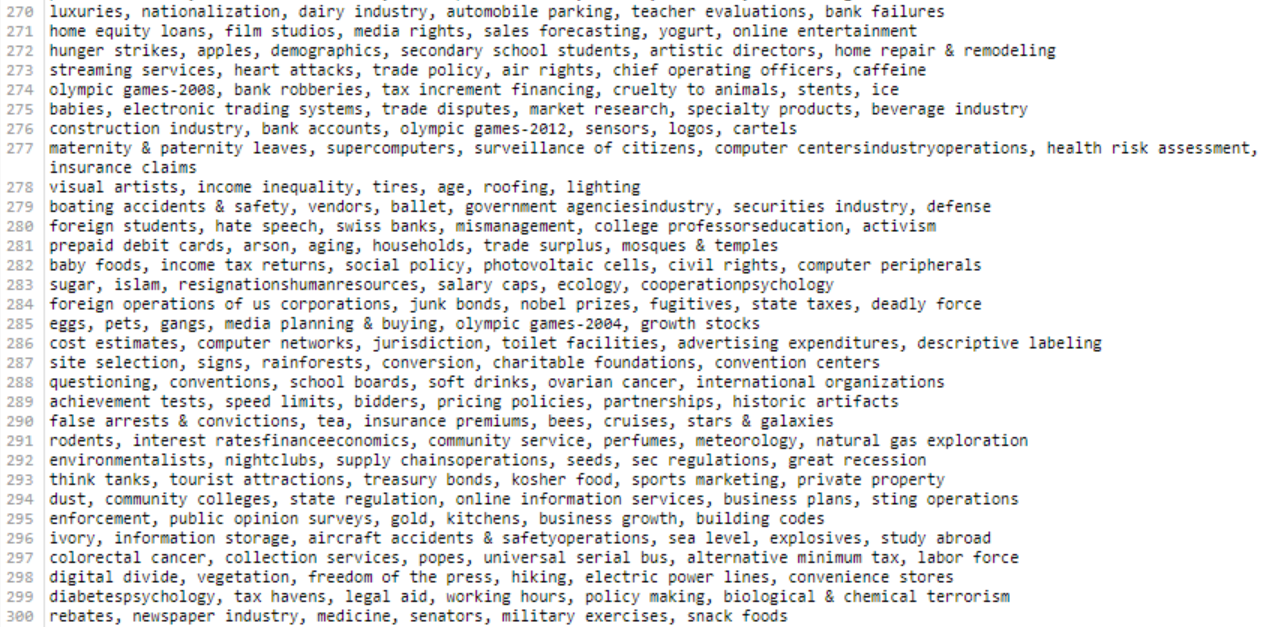 270 luxuries, nationalization, dairy industry, automobile parking, teacher evaluations, bank failures
271 home equity loans, film studios, media rights, sales forecasting, yogurt, online entertainment
272 hunger strikes, apples, demographics, secondary school students, artistic directors, home repair & remodeling
273 streaming services, heart attacks, trade policy, air rights, chief operating officers, caffeine
274 olympic games-2008, bank robberies, tax increment financing, cruelty to animals, stents, ice
275 babies, electronic trading systems, trade disputes, market research, specialty products, beverage industry
276 construction industry, bank accounts, olympic games-2012, sensors, logos, cartels
277 maternity & paternity leaves, supercomputers, surveillance of citizens, computer centersindustryoperations, health risk assessment,
insurance claims
278 visual artists, income inequality, tires, age, roofing, lighting
279 boating accidents & safety, vendors, ballet, government agenciesindustry, securities industry, defense
280 foreign students, hate speech, swiss banks, mismanagement, college professorseducation, activism
281 prepaid debit cards, arson, aging, households, trade surplus, mosques & temples
282 baby foods, income tax returns, social policy, photovoltaic cells, civil rights, computer peripherals
283 sugar, islam, resignationshumanresources, salary caps, ecology, cooperationpsychology
284 foreign operations of us corporations, junk bonds, nobel prizes, fugitives, state taxes, deadly force
285 eggs, pets, gangs, media planning & buying, olympic games-2004, growth stocks
286 cost estimates, computer networks, jurisdiction, toilet facilities, advertising expenditures, descriptive labeling
287 site selection, signs, rainforests, conversion, charitable foundations, convention centers
288 questioning, conventions, school boards, soft drinks, ovarian cancer, international organizations
289 achievement tests, speed limits, bidders, pricing policies, partnerships, historic artifacts
290 false arrests & convictions, tea, insurance premiums, bees, cruises, stars & galaxies
291 rodents, interest ratesfinanceeconomics, community service, perfumes, meteorology, natural gas exploration
292 environmentalists, nightclubs, supply chainsoperations, seeds, sec regulations, great recession
293 think tanks, tourist attractions, treasury bonds, kosher food, sports marketing, private property
294 dust, community colleges, state regulation, online information services, business plans, sting operations
295 enforcement, public opinion surveys, gold, kitchens, business growth, building codes
296 ivory, information storage, aircraft accidents & safetyoperations, sea level, explosives, study abroad
297 colorectal cancer, collection services, popes, universal serial bus, alternative minimum tax, labor force
298 digital divide, vegetation, freedom of the press, hiking, electric power lines, convenience stores
299 diabetespsychology, tax havens, legal aid, working hours, policy making, biological & chemical terrorism
300 rebates, newspaper industry, medicine, senators, military exercises, snack foods